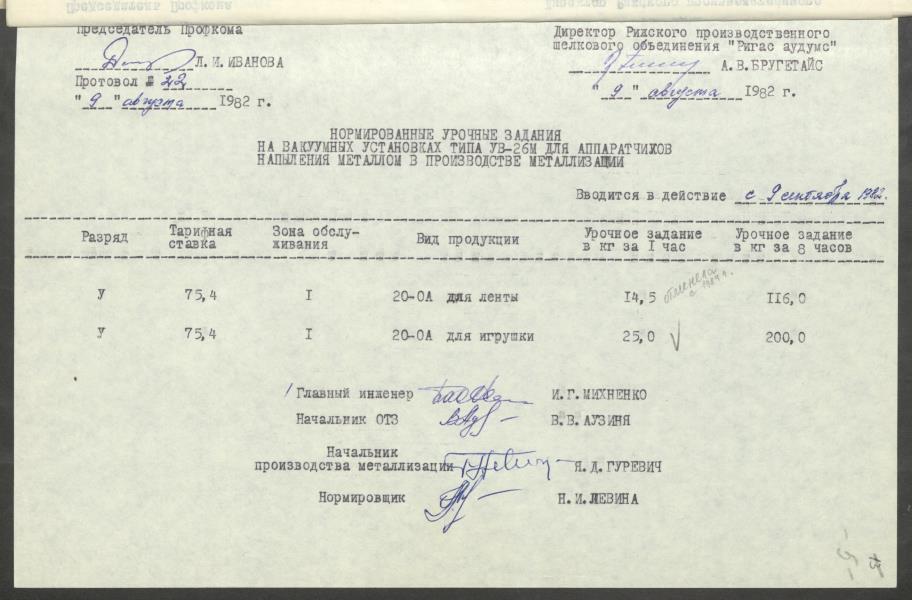 Председатель Профкома
Л.И.ИВАНОВА
Протокол № 22
"9" августа 1982 г.
Директор Рижского производственного
шелкового объединения "Ригас аудумс"
А.В.БРУГЕТАЙС
"9" августа 1982 г.
НОРМИРОВАННЫЕ УРОЧНЫЕ ЗАДАНИЯ
НА ВАКУУМНЫХ УСТАНОВКАХ ТИПА УВ-26М ДЛЯ АППАРАТЧИКОВ
НАПЫЛЕНИЯ МЕТАЛЛОМ В ПРОИЗВОДСТВЕ МЕТАЛЛИЗАЦИИ
Вводится в действие с 9 сентября 1982г.
Разряд Тарифная ставка Зона обслу-живания Вид продукции Урочное задание в кг за I час Урочное задание в кг за 8 часов
У 75,4 I 20-0А для ленты 14,5 116,0
У 75,4 I 20-0А для игрушки 25,0 200,0
Главный инженер И.Г.МИХНЕНКО
Начальник ОТЗ В.В.АУЗИНЯ
Начальник
производства металлизации Я.Д.ГУРЕВИЧ
Нормировщик Н.И.ЛЕВИНА